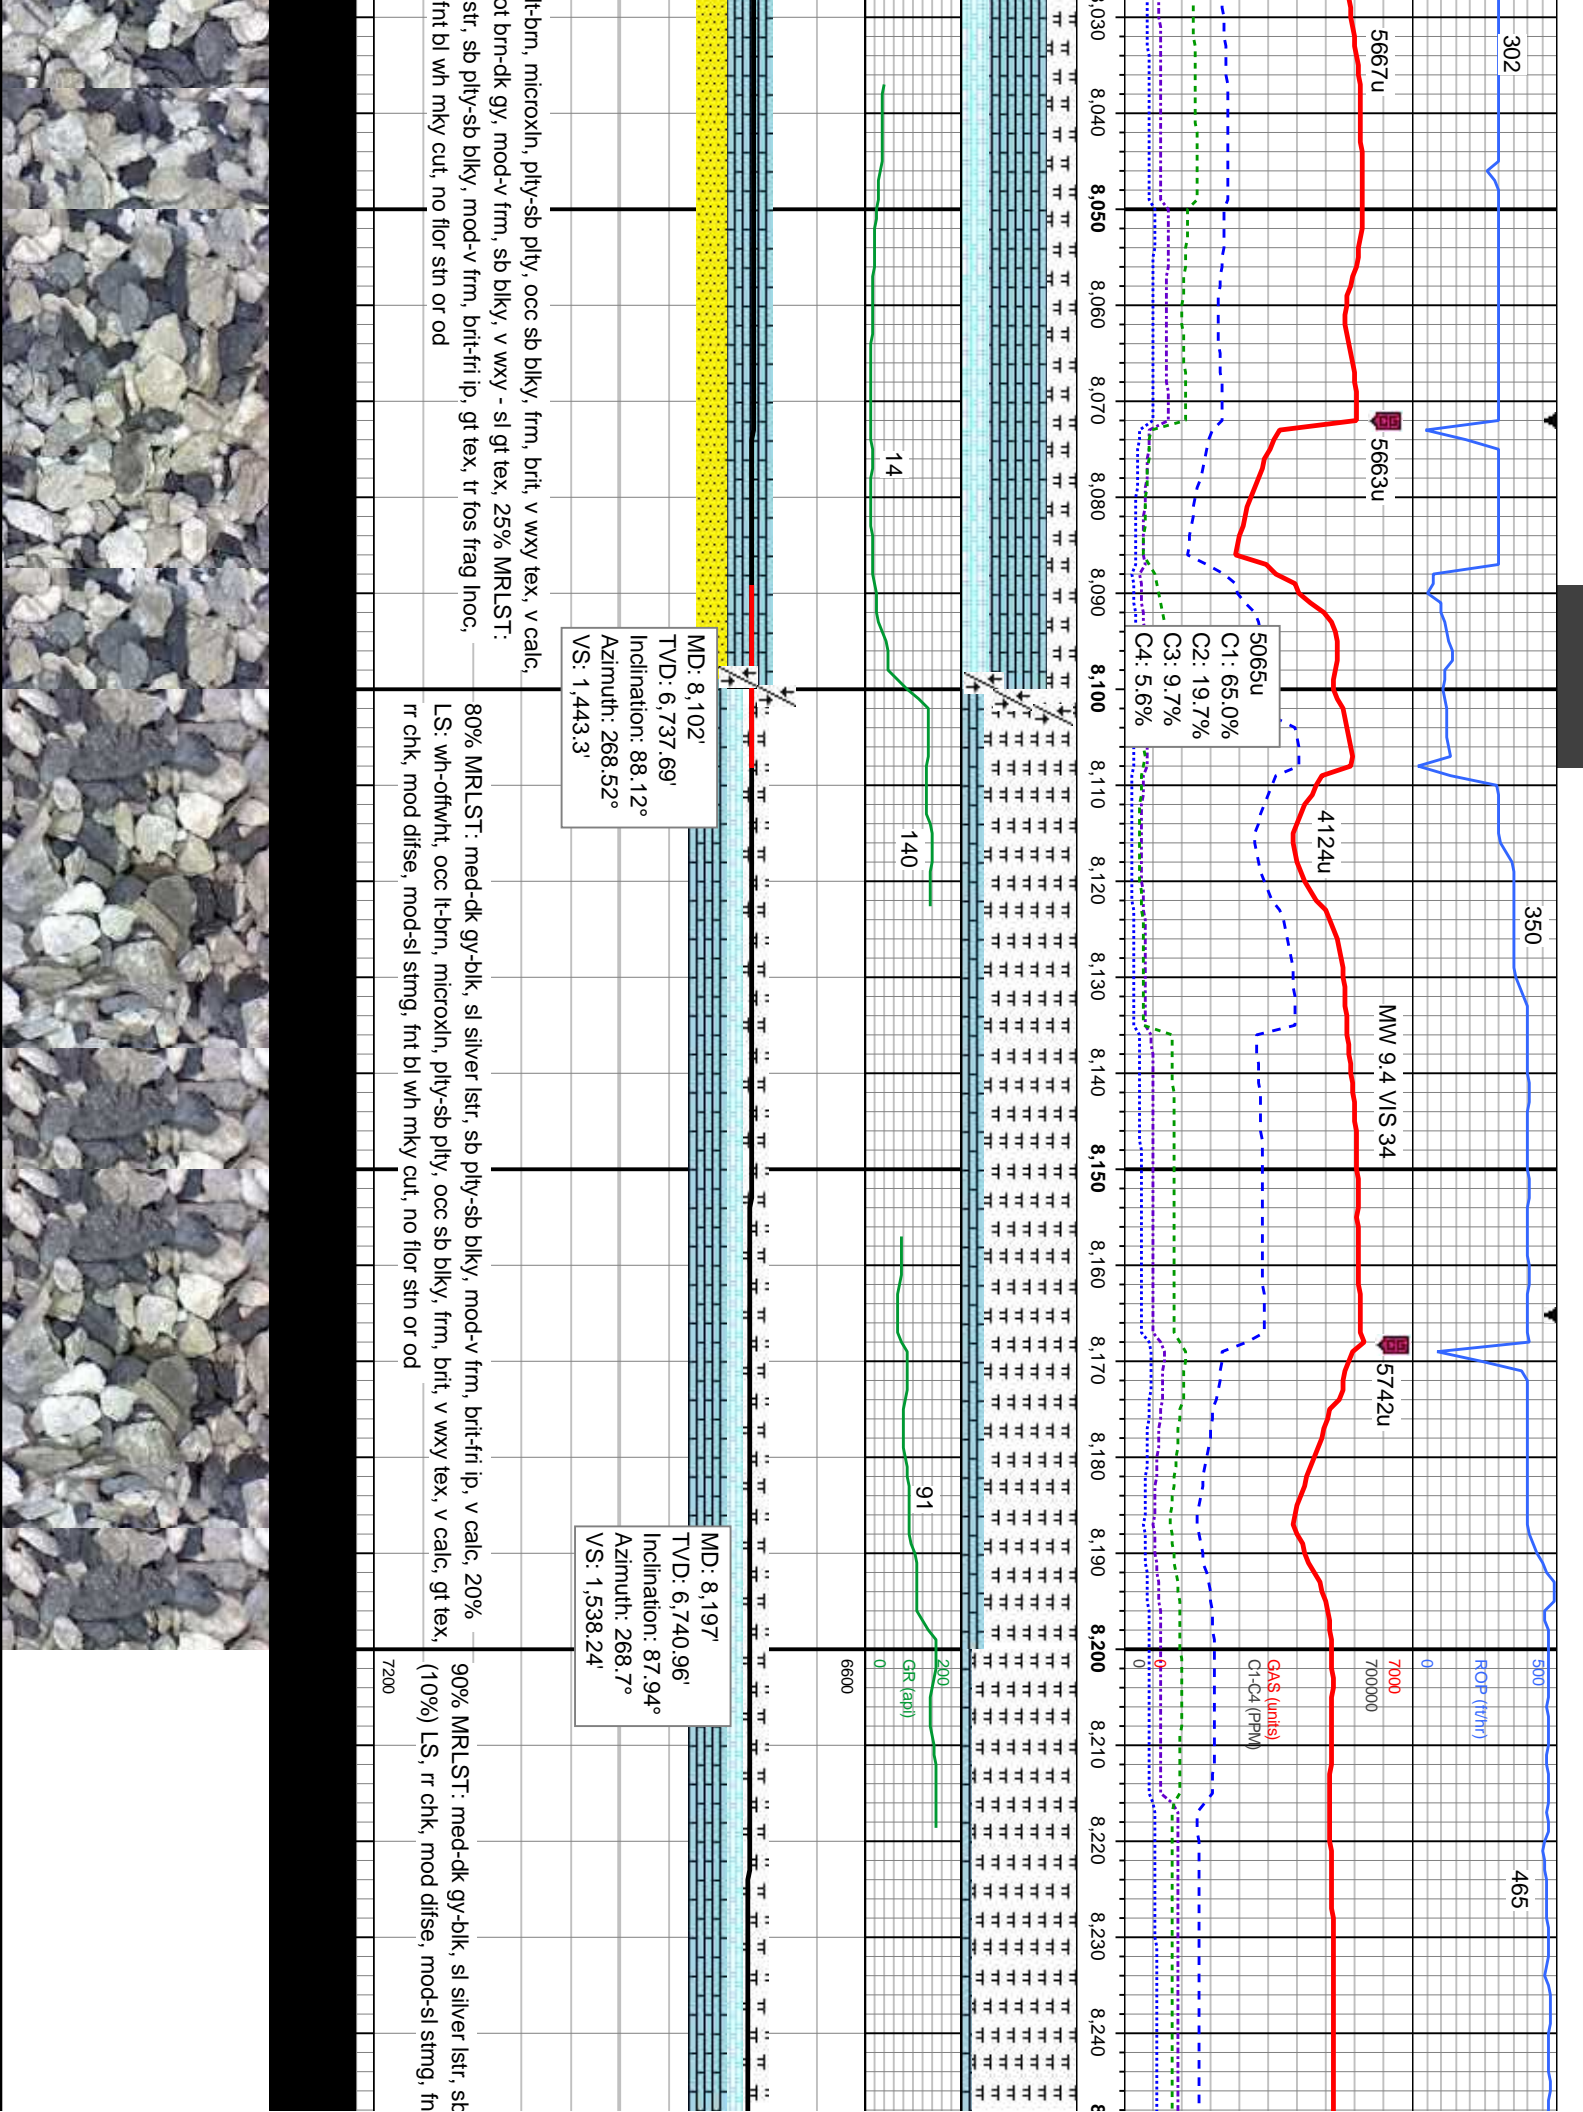 302
350
465
500
ROP (ft/hr)
0
5667u
5663u
4124u
MW 9.4 VIS 34
5742u
7000
700000
GAS (units)
C1-C4 (PPM)
0
0
5065u
C1: 65.0%
C2: 19.7%
C3: 9.7%
C4: 5.6%
8,030 8,040 8,050 8,060 8,070 8,080 8,090 8,100 8,110 8,120 8,130 8,140 8,150 8,160 8,170 8,180 8,190 8,200 8,210 8,220 8,230 8,240
14
140
91
200
GR (api)
0
6600
7200
MD: 8,102'
TVD: 6,737.69'
Inclination: 88.12°
Azimuth: 268.52°
VS: 1,443.3'
MD: 8,197'
TVD: 6,740.96'
Inclination: 87.94°
Azimuth: 268.7°
VS: 1,538.24'
lt-brn, microxln, plty-sb plty, occ sb blky, frm, brit, v wxy tex, v calc,
ot brn-dk gy, mod-v frm, sb blky, v wxy - sl gt tex, 25% MRLST:
str, sb plty-sb blky, mod-v frm, brit-fri ip, gt tex, tr fos frag Inoc,
fnt bl wh mky cut, no flor stn or od
80% MRLST: med-dk gy-blk, sl silver lstr, sb plty-sb blky, mod-v frm, brit-fri ip, v calc, 20%
LS: wh-offwht, occ lt-brn, microxln, plty-sb plty, occ sb blky, frm, brit, v wxy tex, v calc, gt tex,
rr chk, mod difse, mod-sl stmg, fnt bl wh mky cut, no flor stn or od
90% MRLST: med-dk gy-blk, sl silver lstr, sb
(10%) LS, rr chk, mod difse, mod-sl stmg, fn